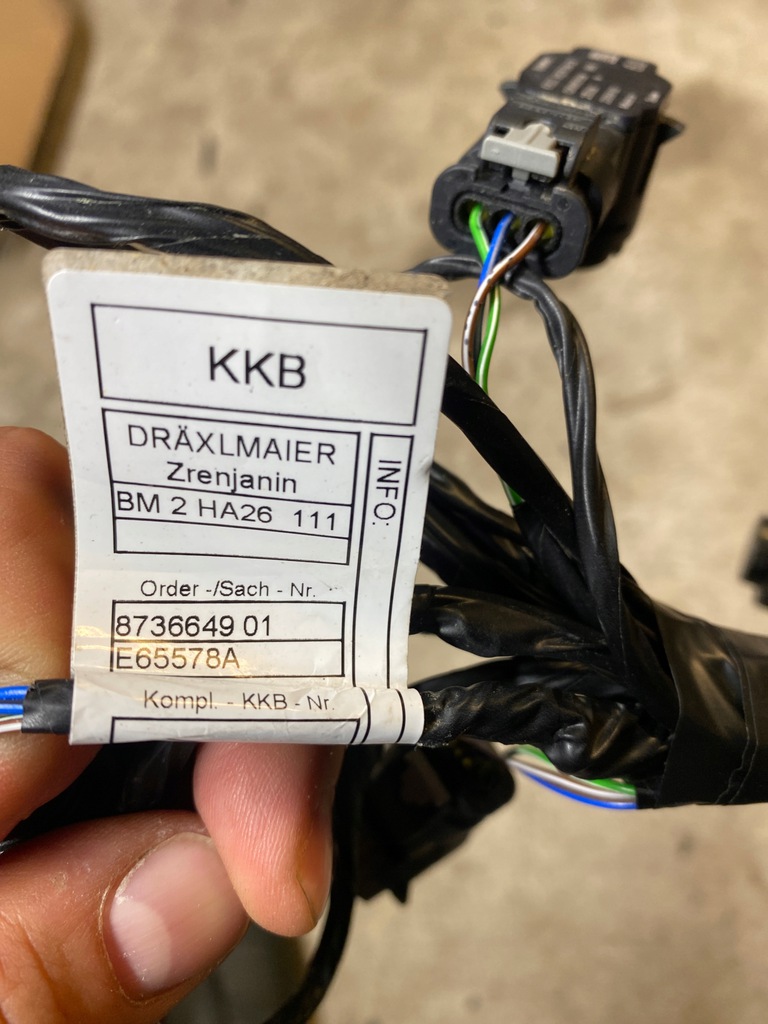 KKB
DRÄXLMAIER
Zrenjanin
BM 2 HA26 111
INFO:
Order -/Sach - Nr.
8736649 01
E65578A
Kompl. - KKB - Nr.